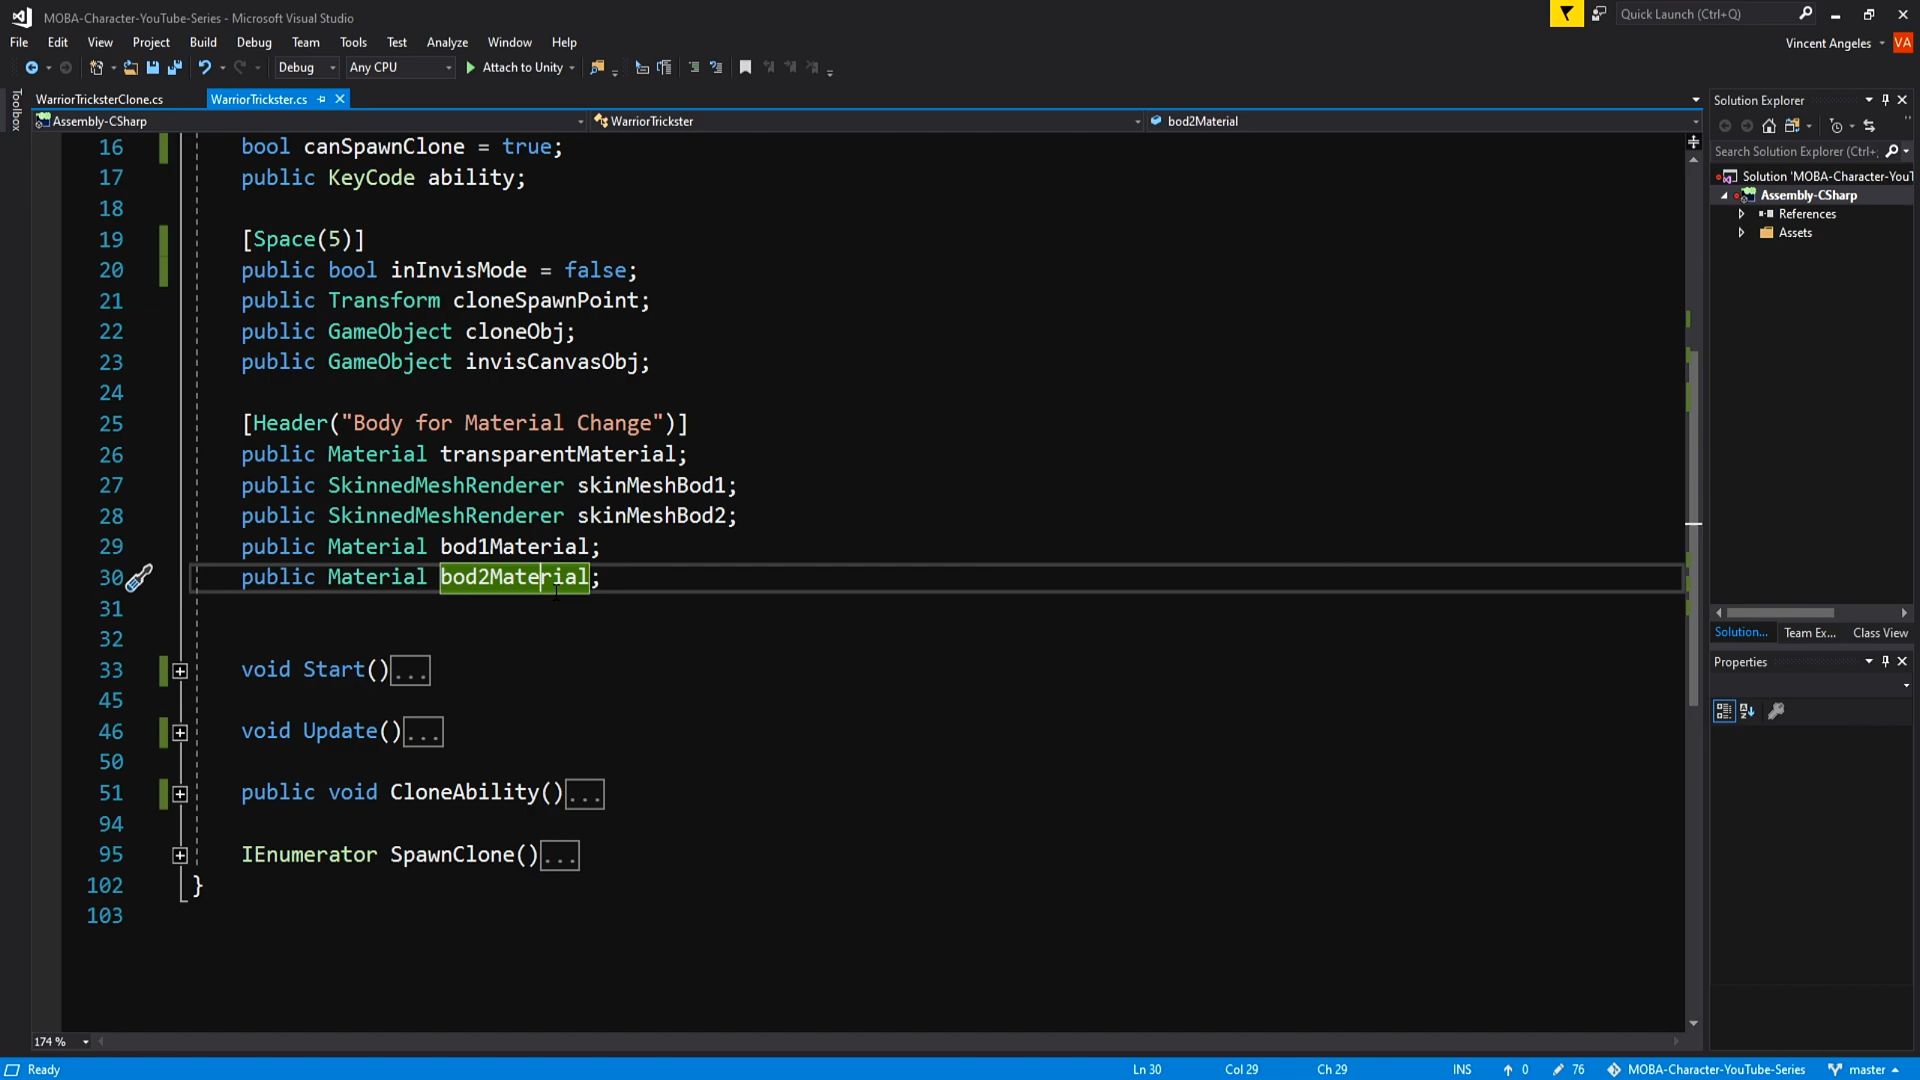 MOBA-Character-YouTube-Series - Microsoft Visual Studio
Quick Launch (Ctrl+Q)
File Edit View Project Build Debug Team Tools Test Analyze Window Help
Vincent Angeles VA
Debug Any CPU Attach to Unity
Toolbox
WarriorTricksterClone.cs WarriorTrickster.cs
Assembly-CSharp WarriorTrickster bod2Material
16 bool canSpawnClone = true;
17 public KeyCode ability;
18
19 [Space(5)]
20 public bool inInvisMode = false;
21 public Transform cloneSpawnPoint;
22 public GameObject cloneObj;
23 public GameObject invisCanvasObj;
24
25 [Header("Body for Material Change")]
26 public Material transparentMaterial;
27 public SkinnedMeshRenderer skinMeshBod1;
28 public SkinnedMeshRenderer skinMeshBod2;
29 public Material bod1Material;
30 public Material bod2Material;
31
32
33 void Start()...
45
46 void Update()...
50
51 public void CloneAbility()...
94
95 IEnumerator SpawnClone()...
102 }
103
174 %
Solution Explorer
Search Solution Explorer (Ctrl+;
Solution 'MOBA-Character-YouT
Assembly-CSharp
References
Assets
Solution... Team Ex... Class View
Properties
Ready Ln 30 Col 29 Ch 29 INS 0 76 MOBA-Character-YouTube-Series master